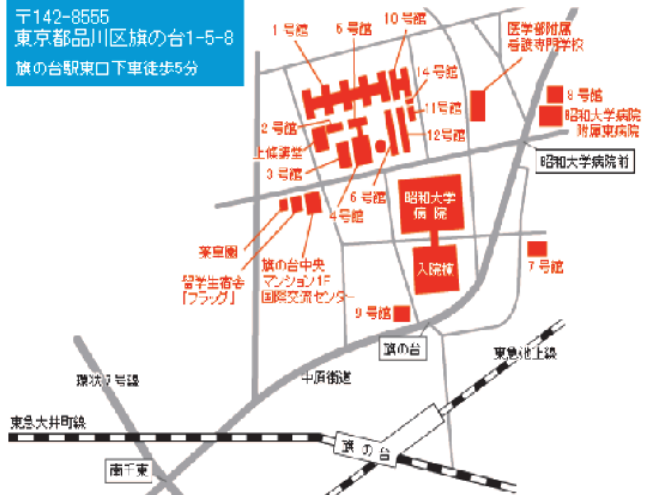 〒142-8555
東京都品川区旗の台1-5-8
旗の台駅東口下車徒歩5分
1号館
5号館
10号館
医学部附属
看護専門学校
14号館
11号館
8号館
2号館
12号館
昭和大学病院
附属東病院
上條講堂
3号館
昭和大学病院前
4号館
6号館
昭和大学
病院
薬草園
留学生宿舎
「フラッグ」
旗の台中央
マンション1F
国際交流センター
入院棟
7号館
9号館
旗の台
東急池上線
環状7号線
中原街道
東急大井町線
旗の台
南千束